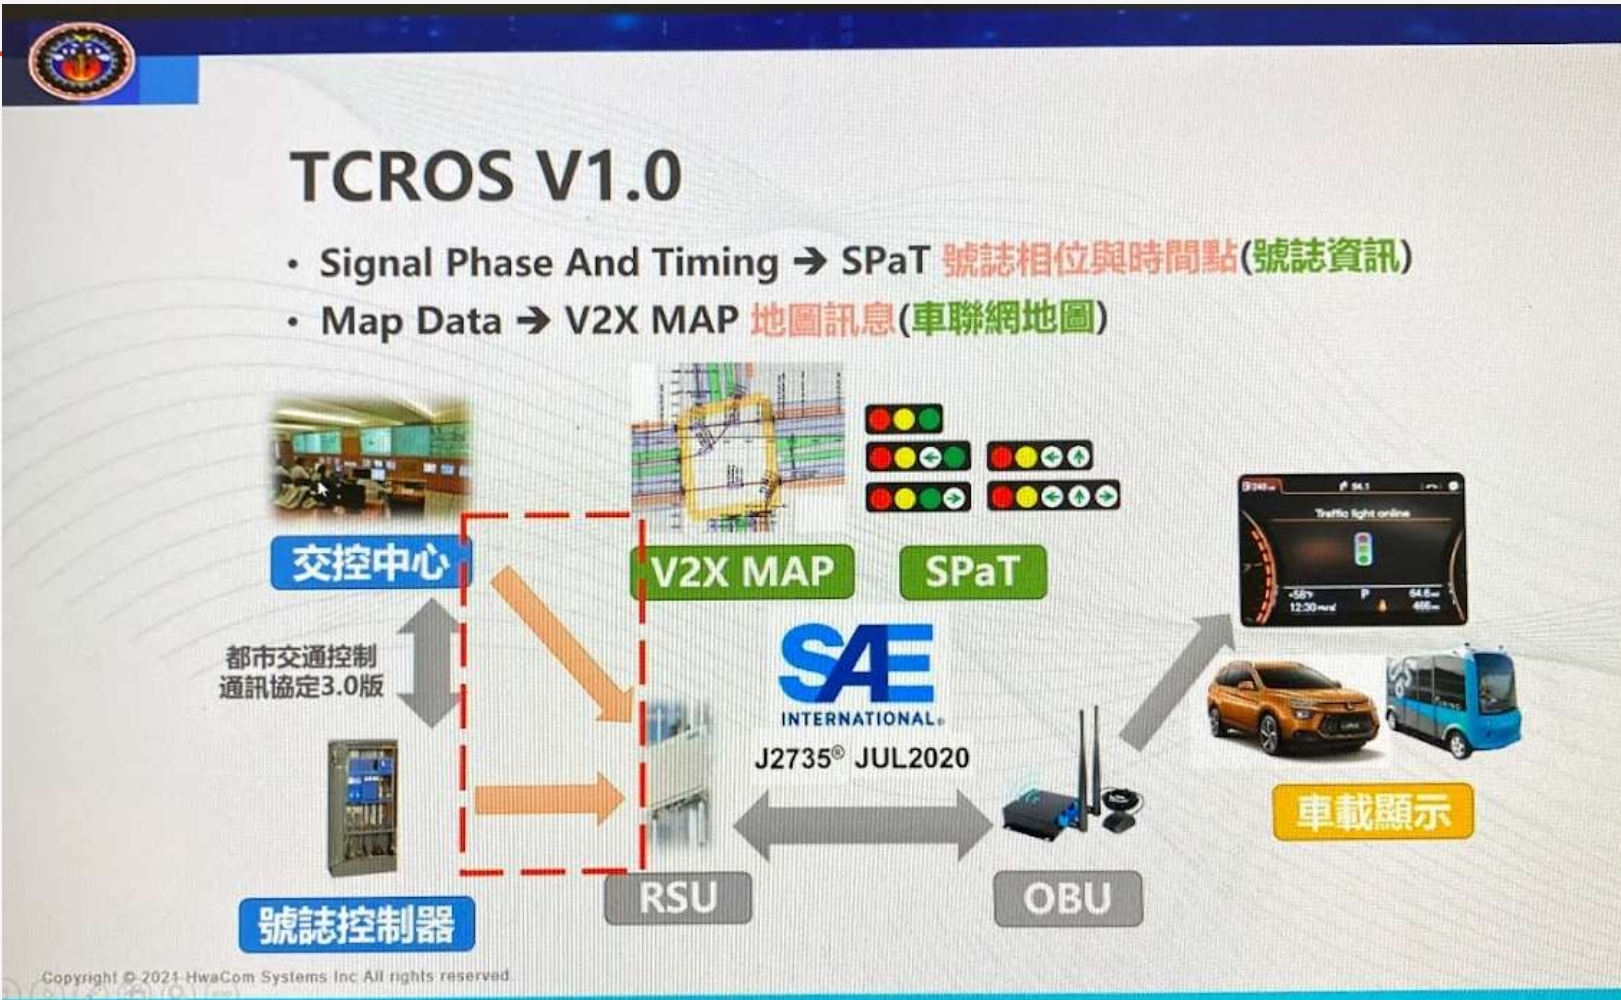 TCROS V1.0
• Signal Phase And Timing ➔ SPaT 號誌相位與時間點(號誌資訊)
• Map Data ➔ V2X MAP 地圖訊息(車聯網地圖)
交控中心
V2X MAP
SPaT
Traffic light online
都市交通控制
通訊協定3.0版
SAE
INTERNATIONAL®
J2735® JUL2020
車載顯示
RSU
OBU
號誌控制器
Copyright © 2021 HwaCom Systems Inc All rights reserved